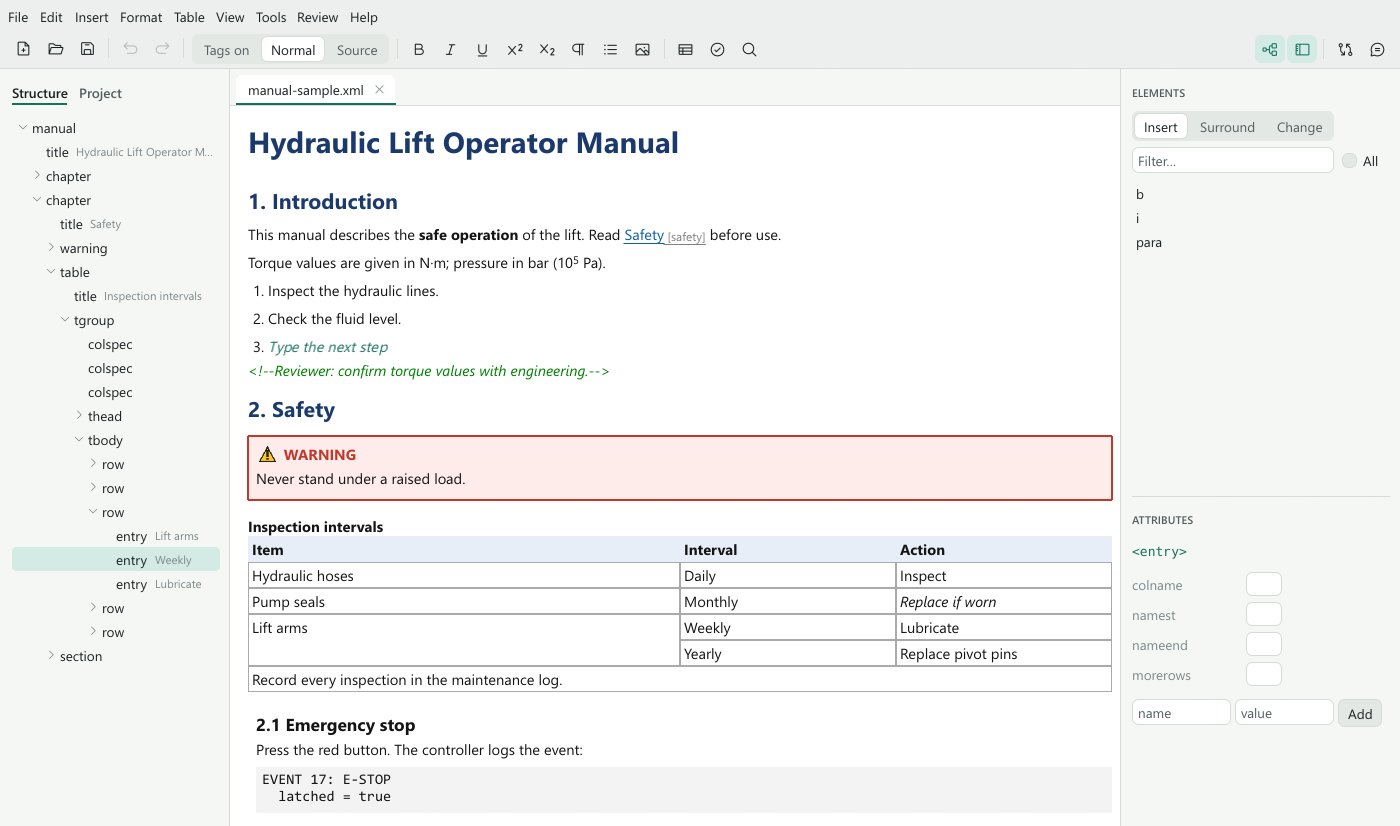 File Edit Insert Format Table View Tools Review Help
Tags on Normal Source B I U X² X₂
Structure Project
manual
title Hydraulic Lift Operator M...
chapter
chapter
title Safety
warning
table
title Inspection intervals
tgroup
colspec
colspec
colspec
thead
tbody
row
row
row
entry Lift arms
entry Weekly
entry Lubricate
row
row
section
manual-sample.xml
Hydraulic Lift Operator Manual
1. Introduction
This manual describes the safe operation of the lift. Read Safety [safety] before use.
Torque values are given in N·m; pressure in bar (10⁵ Pa).
1. Inspect the hydraulic lines.
2. Check the fluid level.
3. Type the next step
<!--Reviewer: confirm torque values with engineering.-->
2. Safety
WARNING
Never stand under a raised load.
Inspection intervals
Item Interval Action
Hydraulic hoses Daily Inspect
Pump seals Monthly Replace if worn
Lift arms Weekly Lubricate
Yearly Replace pivot pins
Record every inspection in the maintenance log.
2.1 Emergency stop
Press the red button. The controller logs the event:
EVENT 17: E-STOP
  latched = true
ELEMENTS
Insert Surround Change
Filter... All
b
i
para
ATTRIBUTES
<entry>
colname
namest
nameend
morerows
name value Add